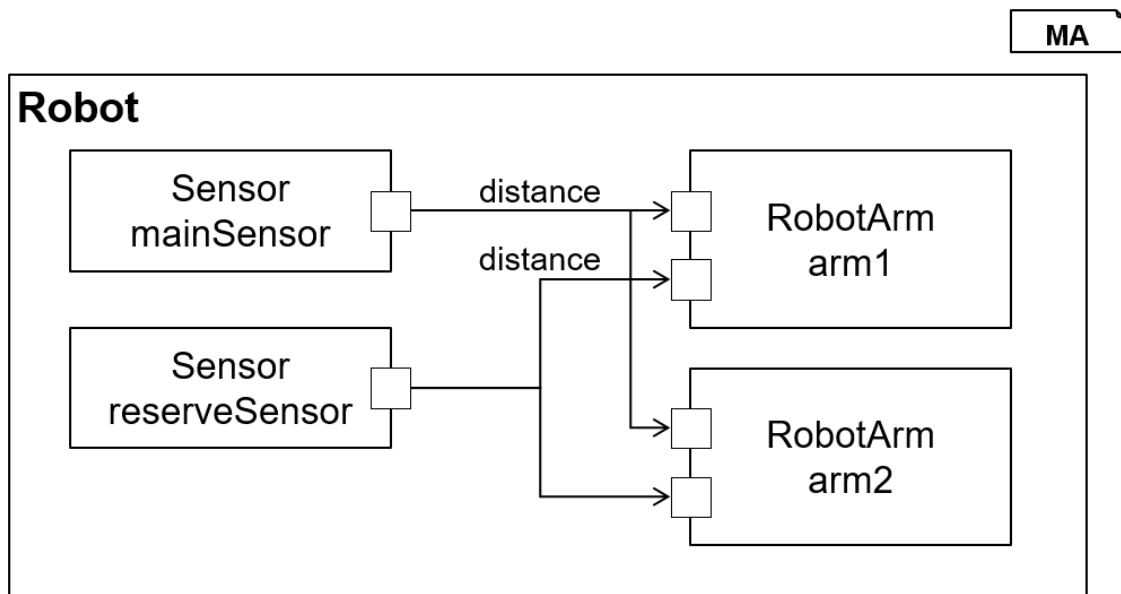 MA
Robot
Sensor
mainSensor
distance
RobotArm
arm1
distance
Sensor
reserveSensor
RobotArm
arm2